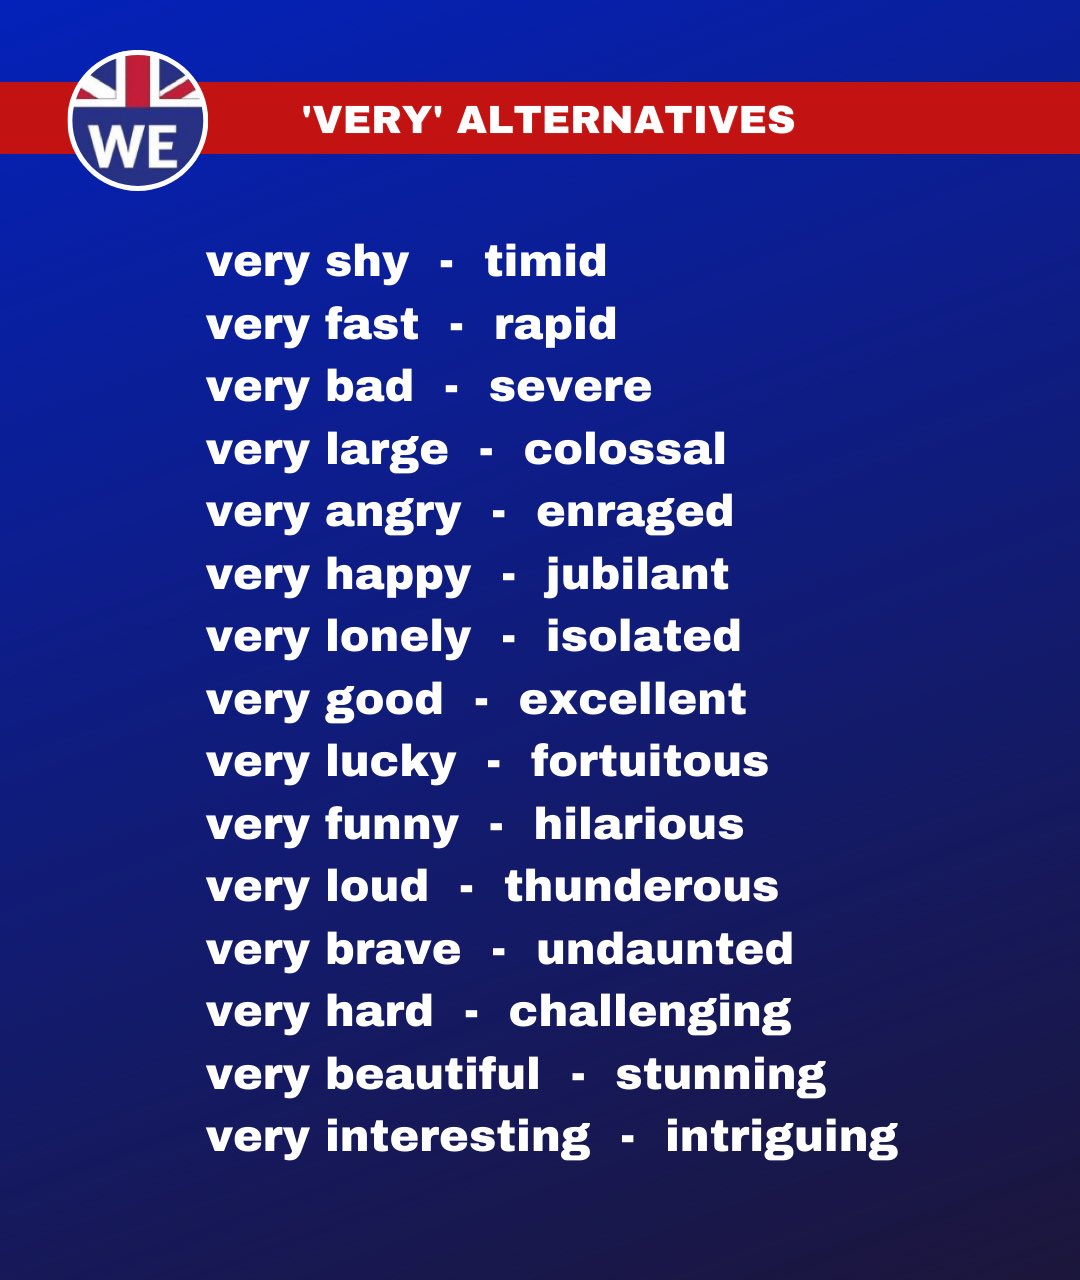 WE
'VERY' ALTERNATIVES
very shy - timid
very fast - rapid
very bad - severe
very large - colossal
very angry - enraged
very happy - jubilant
very lonely - isolated
very good - excellent
very lucky - fortuitous
very funny - hilarious
very loud - thunderous
very brave - undaunted
very hard - challenging
very beautiful - stunning
very interesting - intriguing